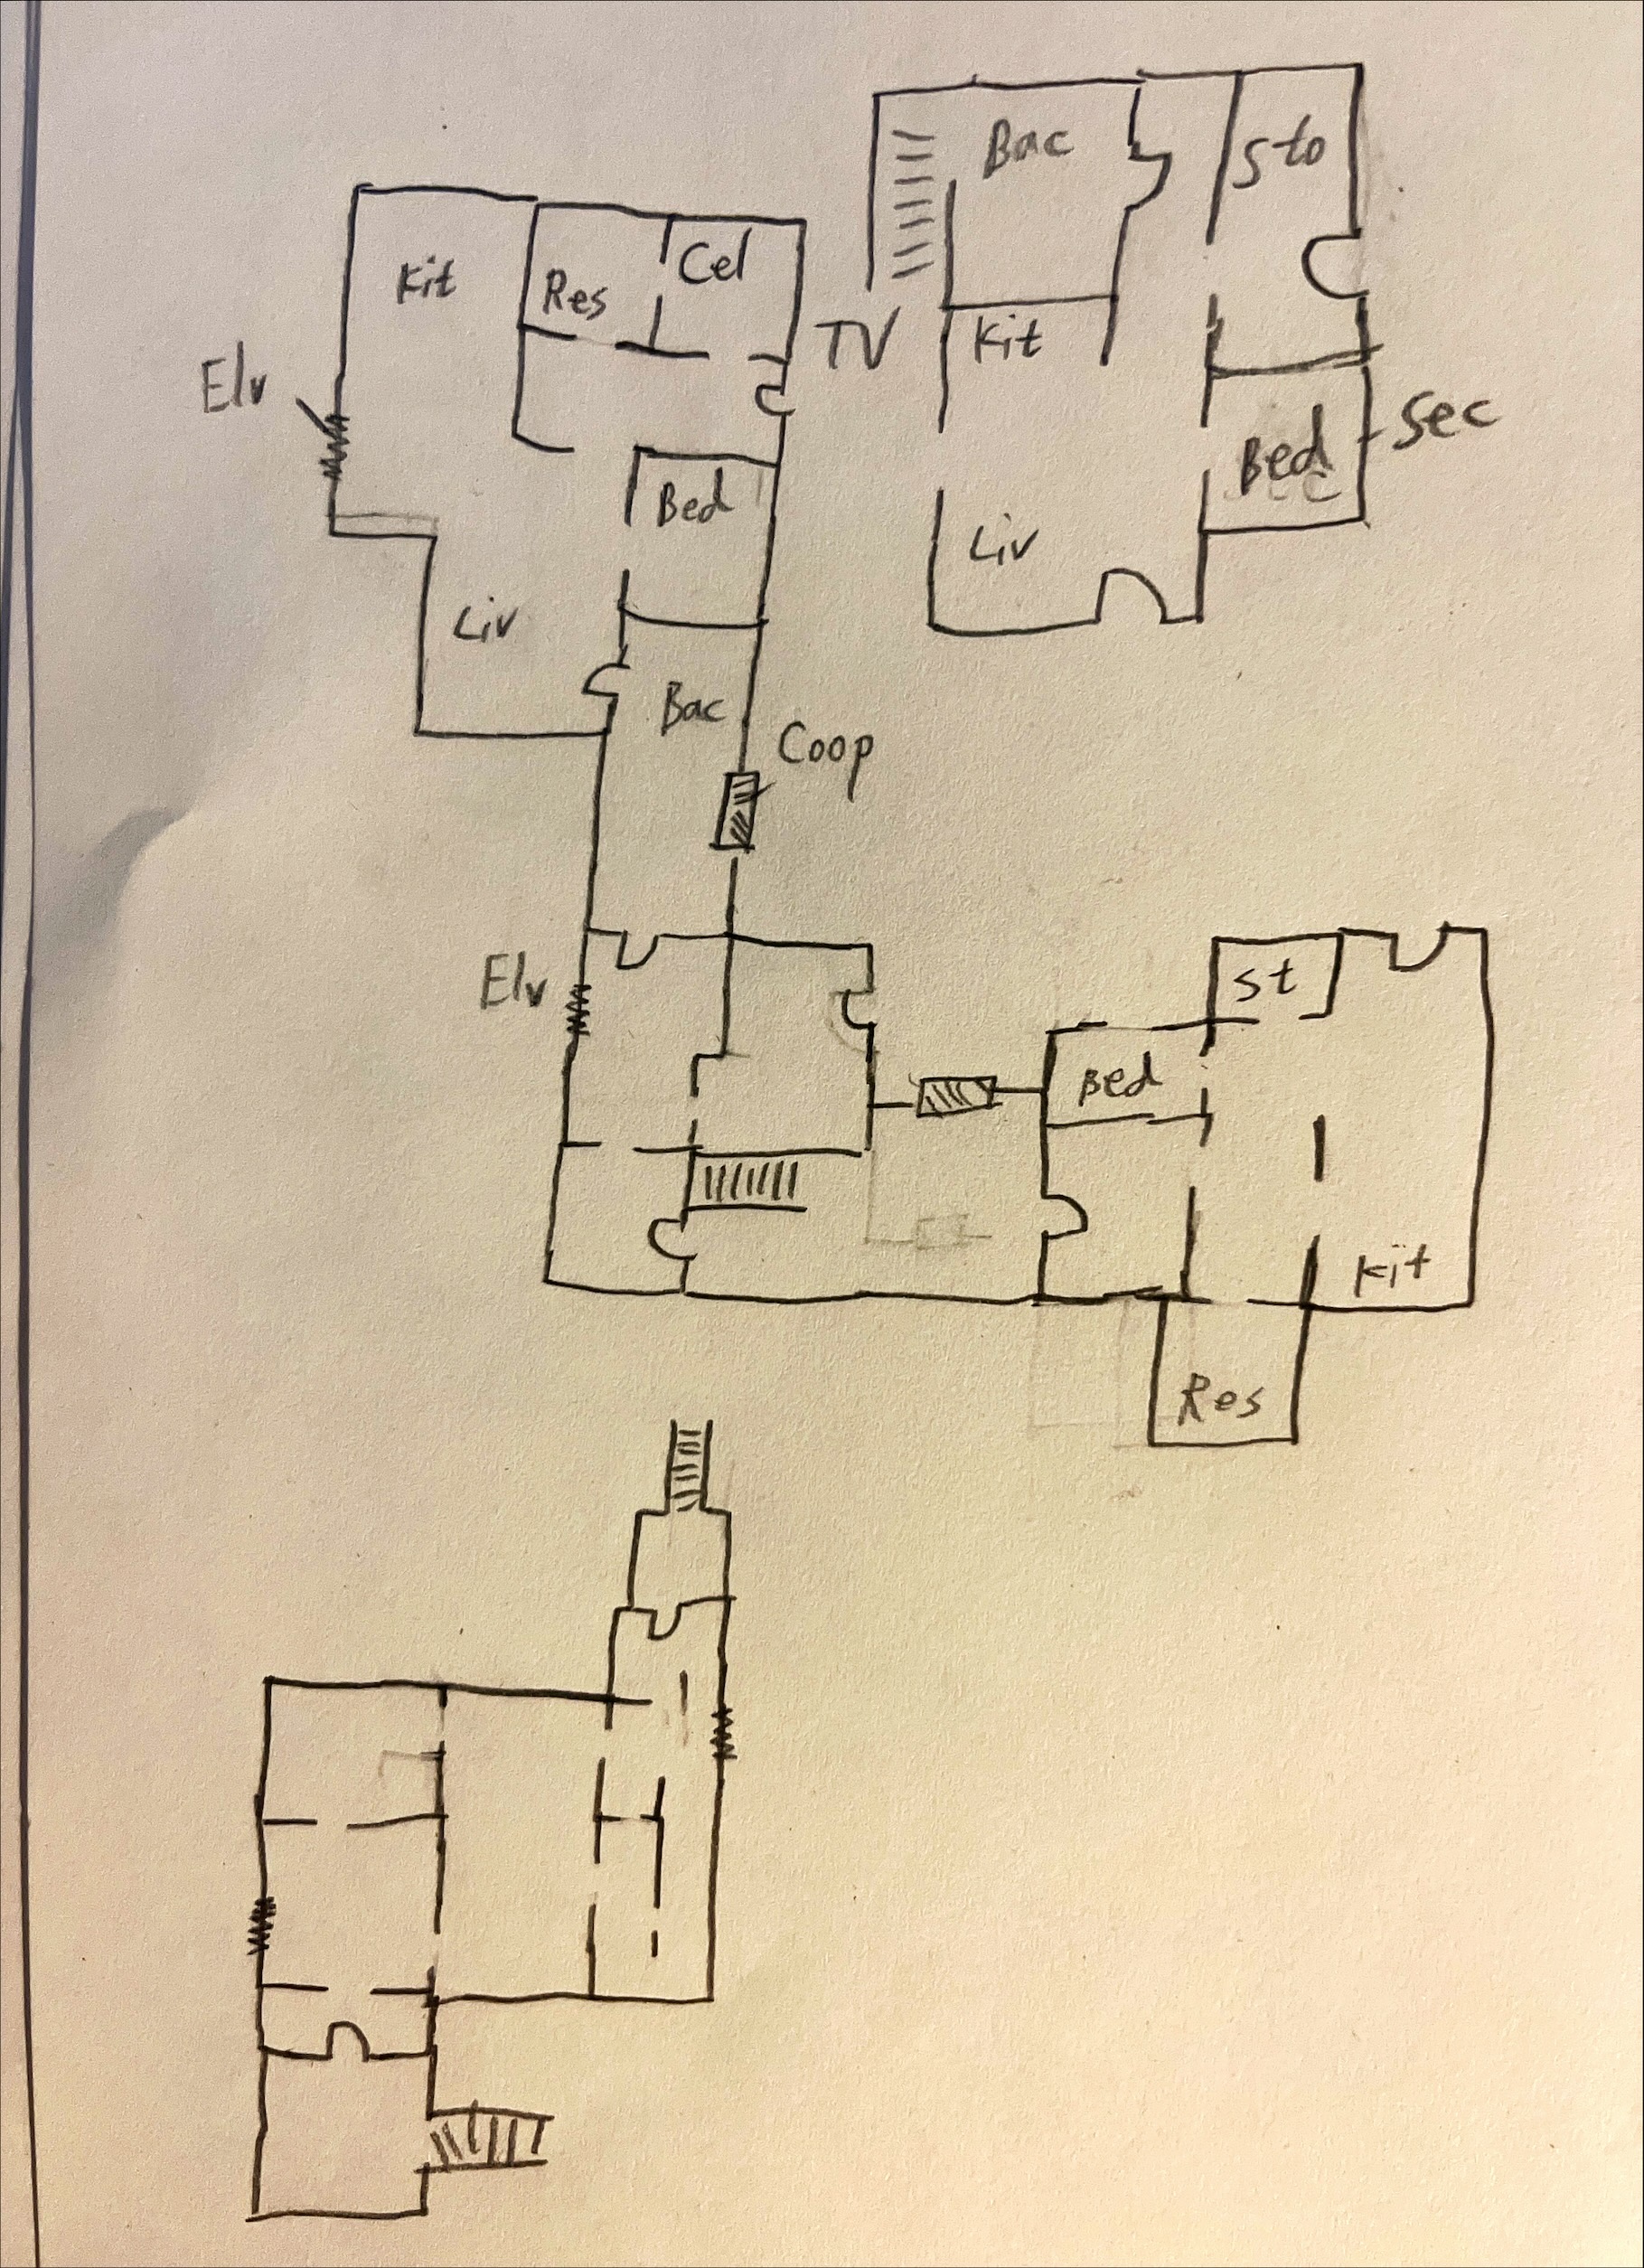 Bac
Sto
Kit
Res
Cel
TV
Kit
Elv
Bed
Bed
Sec
Liv
Liv
Bac
Coop
Elv
St
Bed
Kit
Res